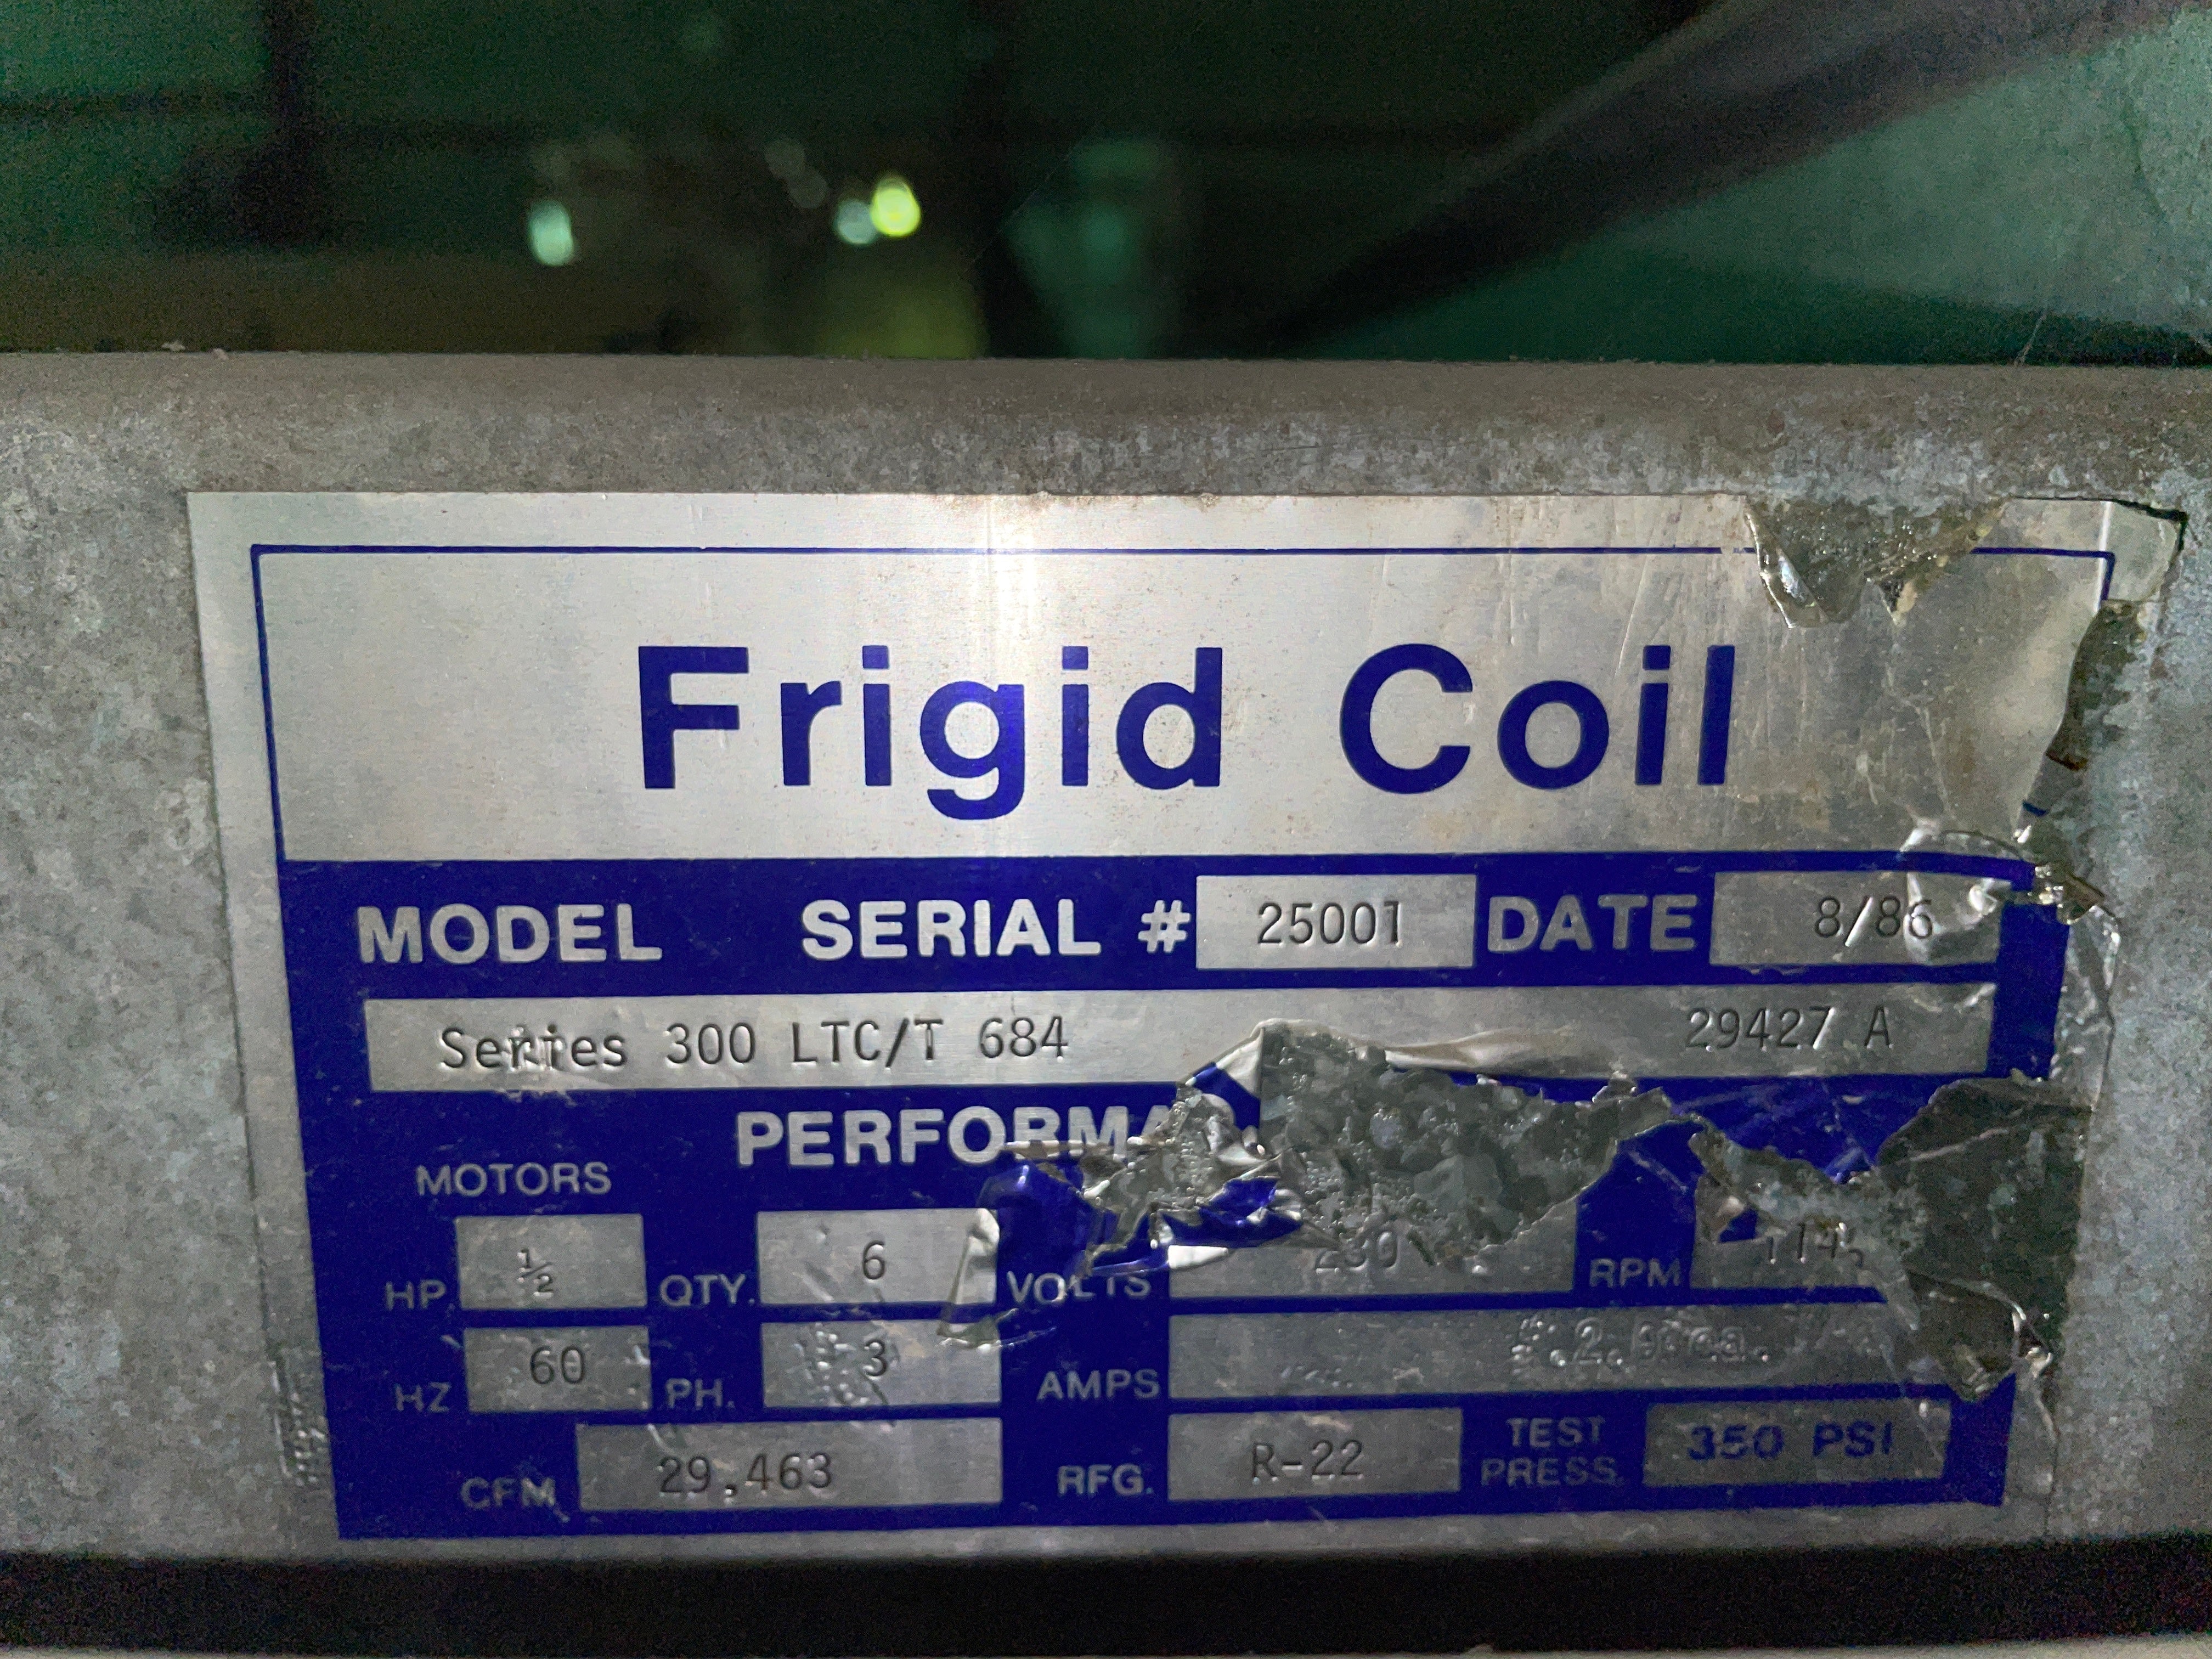 Frigid Coil
MODEL SERIAL # 25001 DATE 8/86
Series 300 LTC/T 684 29427 A
PERFORMA
MOTORS
HP. ½ QTY. 6 VOLTS 230 RPM
HZ 60 PH. 3 AMPS
CFM 29,463 RFG. R-22 TEST PRESS. 350 PSI